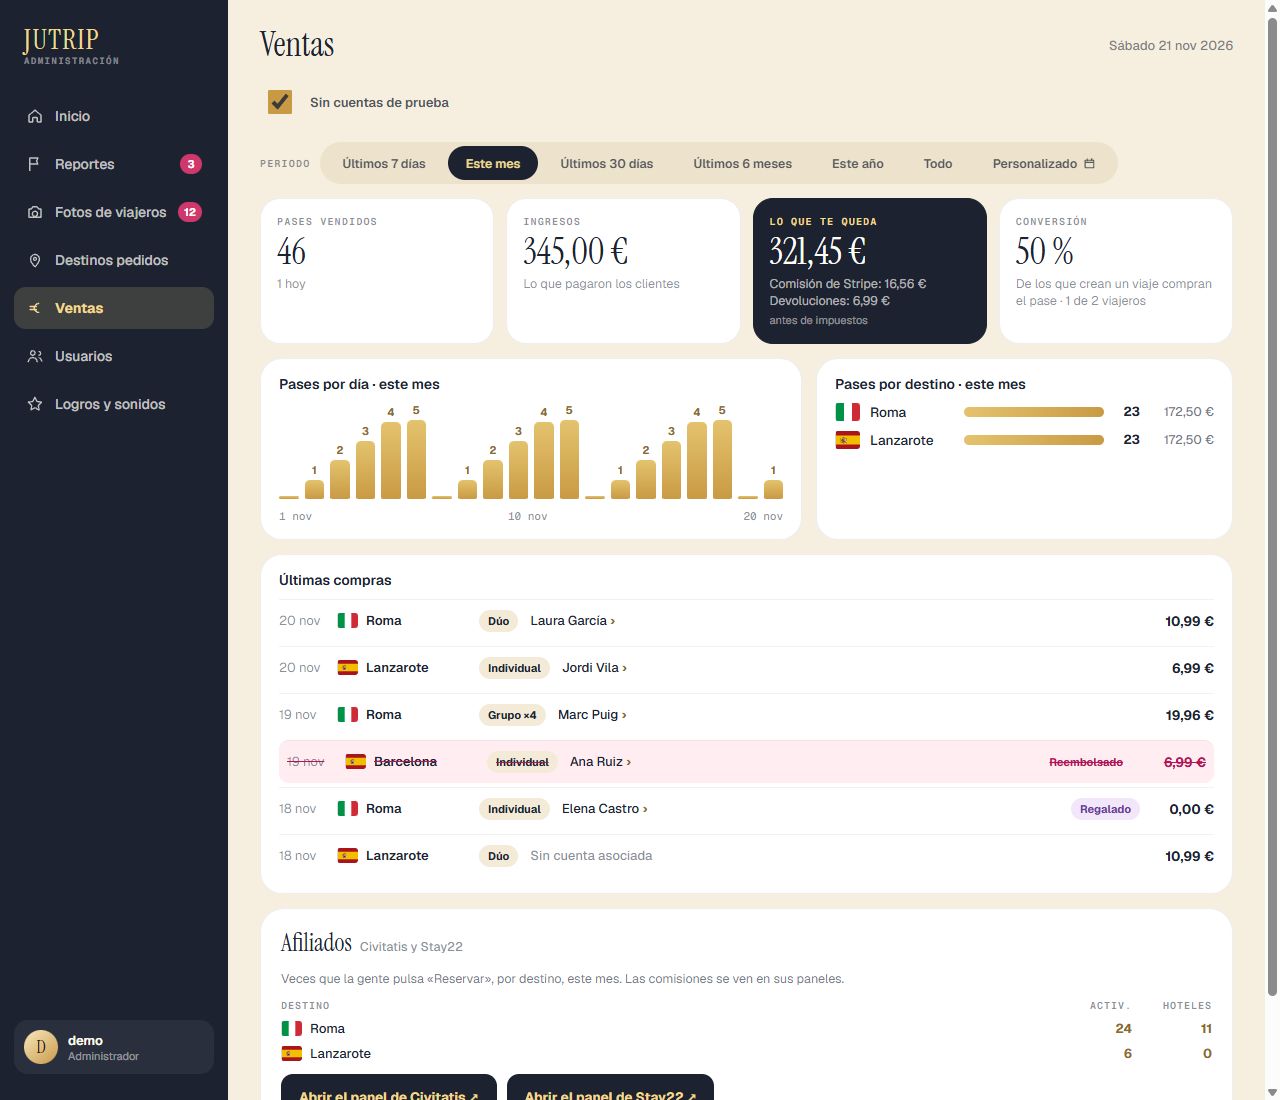 JUTRIP
ADMINISTRACIÓN
Inicio
Reportes 3
Fotos de viajeros 12
Destinos pedidos
Ventas
Usuarios
Logros y sonidos
D
demo
Administrador
Ventas
Sábado 21 nov 2026
Sin cuentas de prueba
PERIODO Últimos 7 días Este mes Últimos 30 días Últimos 6 meses Este año Todo Personalizado
PASES VENDIDOS
46
1 hoy
INGRESOS
345,00 €
Lo que pagaron los clientes
LO QUE TE QUEDA
321,45 €
Comisión de Stripe: 16,56 €
Devoluciones: 6,99 €
antes de impuestos
CONVERSIÓN
50 %
De los que crean un viaje compran
el pase · 1 de 2 viajeros
Pases por día · este mes
1 2 3 4 5 1 2 3 4 5 1 2 3 4 5 1
1 nov 10 nov 20 nov
Pases por destino · este mes
Roma 23 172,50 €
Lanzarote 23 172,50 €
Últimas compras
20 nov Roma Dúo Laura García › 10,99 €
20 nov Lanzarote Individual Jordi Vila › 6,99 €
19 nov Roma Grupo ×4 Marc Puig › 19,96 €
19 nov Barcelona Individual Ana Ruiz › Reembolsado 6,99 €
18 nov Roma Individual Elena Castro › Regalado 0,00 €
18 nov Lanzarote Dúo Sin cuenta asociada 10,99 €
Afiliados Civitatis y Stay22
Veces que la gente pulsa «Reservar», por destino, este mes. Las comisiones se ven en sus paneles.
DESTINO ACTIV. HOTELES
Roma 24 11
Lanzarote 6 0
Abrir el panel de Civitatis ↗ Abrir el panel de Stay22 ↗